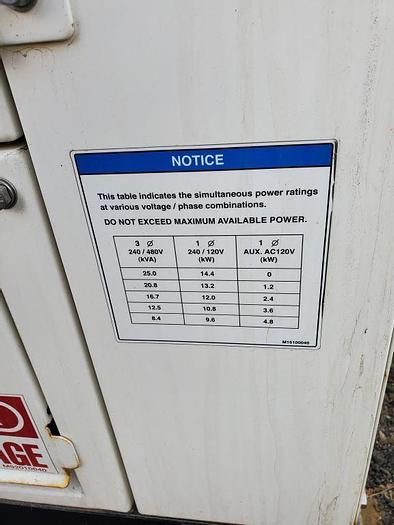 NOTICE
This table indicates the simultaneous power ratings
at various voltage / phase combinations.
DO NOT EXCEED MAXIMUM AVAILABLE POWER.
3 Ø 1 Ø 1 Ø
240 / 480V 240 / 120V AUX. AC120V
(kVA) (kW) (kW)
25.0 14.4 0
20.8 13.2 1.2
16.7 12.0 2.4
12.5 10.8 3.6
8.4 9.6 4.8
M15100040
AGE
M92010040